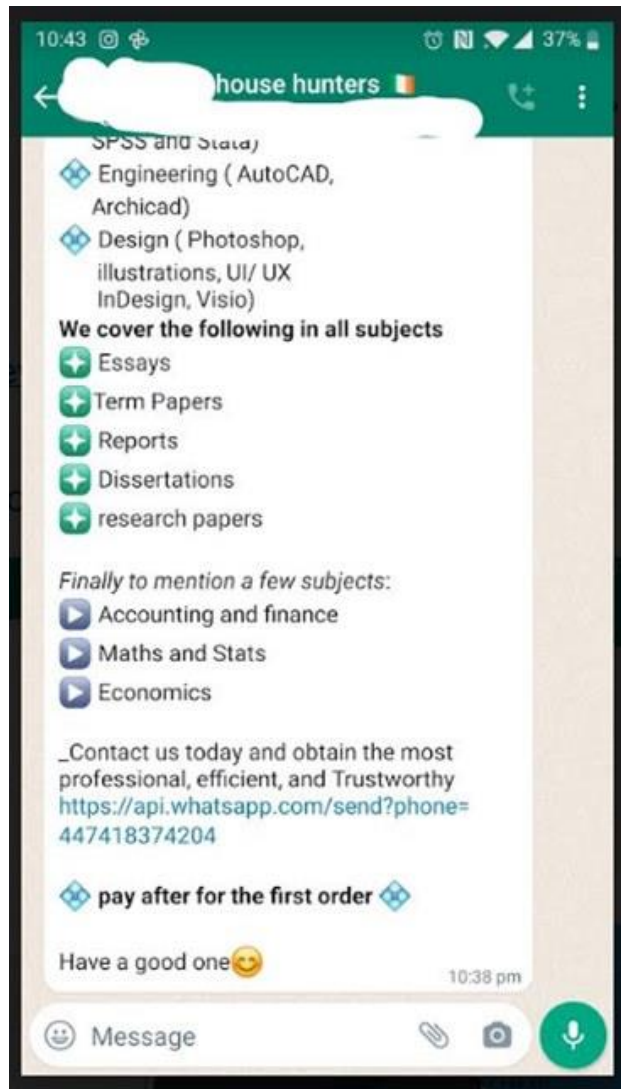 10:43 37%
house hunters
SPSS and Stata)
Engineering ( AutoCAD,
Archicad)
Design ( Photoshop,
illustrations, UI/ UX
InDesign, Visio)
We cover the following in all subjects
Essays
Term Papers
Reports
Dissertations
research papers
Finally to mention a few subjects:
Accounting and finance
Maths and Stats
Economics
_Contact us today and obtain the most
professional, efficient, and Trustworthy
https://api.whatsapp.com/send?phone=
447418374204
pay after for the first order
Have a good one
10:38 pm
Message